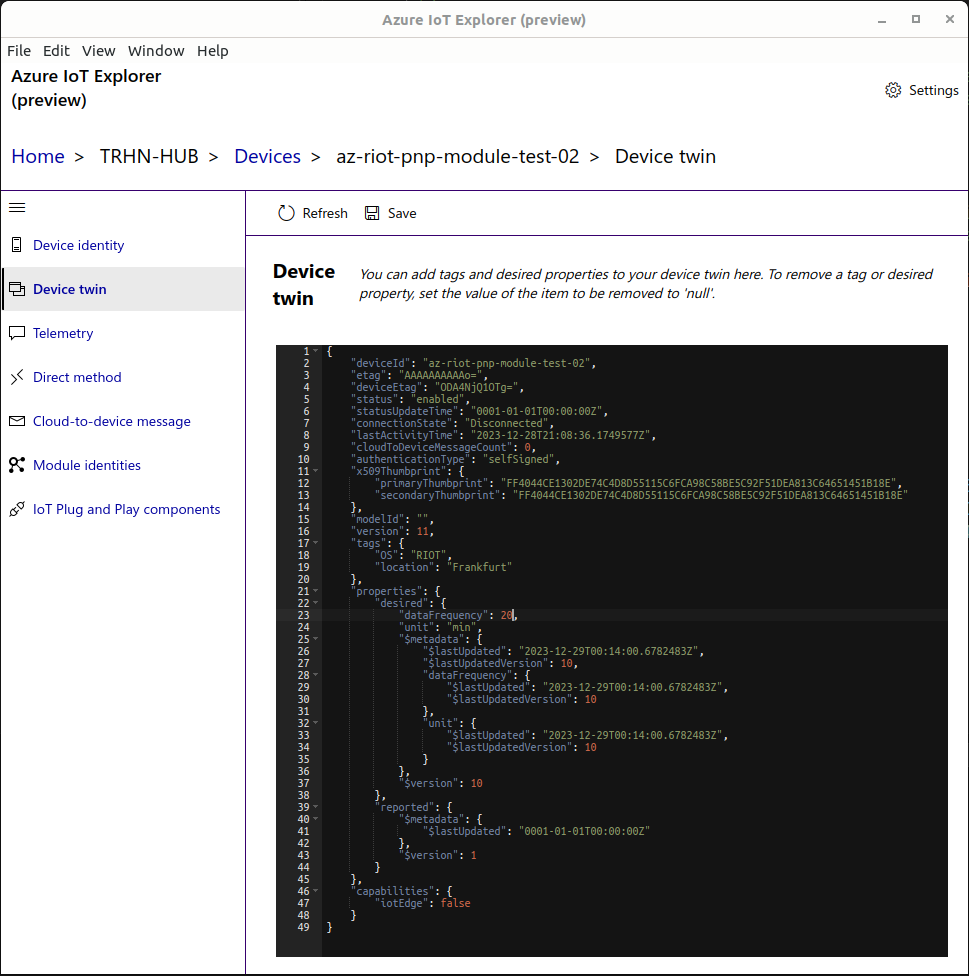 Azure IoT Explorer (preview)
File Edit View Window Help
Azure IoT Explorer
(preview)
Settings
Home > TRHN-HUB > Devices > az-riot-pnp-module-test-02 > Device twin
Refresh Save
Device identity
Device twin
Telemetry
Direct method
Cloud-to-device message
Module identities
IoT Plug and Play components
Device
twin
You can add tags and desired properties to your device twin here. To remove a tag or desired
property, set the value of the item to be removed to 'null'.
1 {
2 "deviceId": "az-riot-pnp-module-test-02",
3 "etag": "AAAAAAAAAAo=",
4 "deviceEtag": "ODA4NjQ1OTg=",
5 "status": "enabled",
6 "statusUpdateTime": "0001-01-01T00:00:00Z",
7 "connectionState": "Disconnected",
8 "lastActivityTime": "2023-12-28T21:08:36.1749577Z",
9 "cloudToDeviceMessageCount": 0,
10 "authenticationType": "selfSigned",
11 "x509Thumbprint": {
12 "primaryThumbprint": "FF4044CE1302DE74C4D8D55115C6FCA98C58BE5C92F51DEA813C64651451B18E",
13 "secondaryThumbprint": "FF4044CE1302DE74C4D8D55115C6FCA98C58BE5C92F51DEA813C64651451B18E"
14 },
15 "modelId": "",
16 "version": 11,
17 "tags": {
18 "OS": "RIOT",
19 "location": "Frankfurt"
20 },
21 "properties": {
22 "desired": {
23 "dataFrequency": 20,
24 "unit": "min",
25 "$metadata": {
26 "$lastUpdated": "2023-12-29T00:14:00.6782483Z",
27 "$lastUpdatedVersion": 10,
28 "dataFrequency": {
29 "$lastUpdated": "2023-12-29T00:14:00.6782483Z",
30 "$lastUpdatedVersion": 10
31 },
32 "unit": {
33 "$lastUpdated": "2023-12-29T00:14:00.6782483Z",
34 "$lastUpdatedVersion": 10
35 }
36 },
37 "$version": 10
38 },
39 "reported": {
40 "$metadata": {
41 "$lastUpdated": "0001-01-01T00:00:00Z"
42 },
43 "$version": 1
44 }
45 },
46 "capabilities": {
47 "iotEdge": false
48 }
49 }